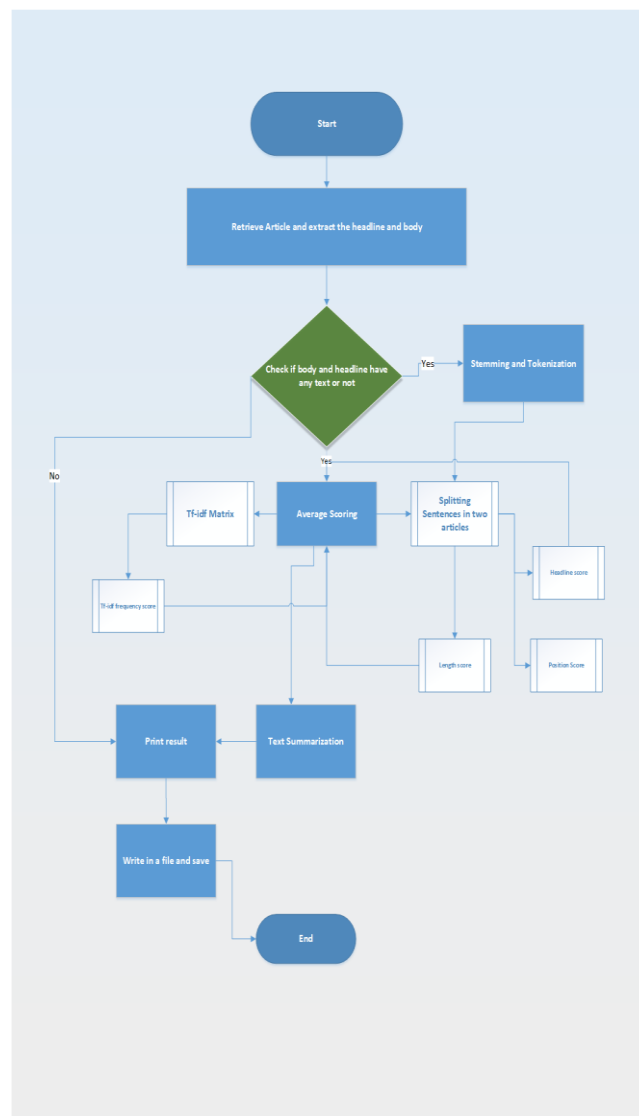 Start
Retrieve Article and extract the headline and body
Check if body and headline have
any text or not
Yes
Stemming and Tokenization
No
Yes
Tf-idf Matrix
Average Scoring
Splitting
Sentences in two
articles
Headline score
Tf-idf frequency score
Length score
Position Score
Print result
Text Summarization
Write in a file and save
End